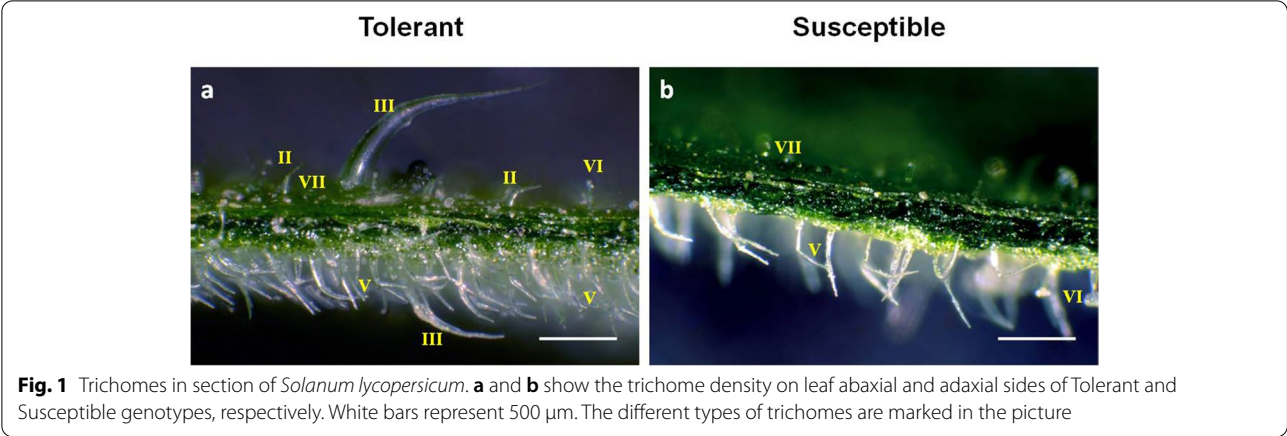 Tolerant
Susceptible
a
III
II
VII
II
VI
V
V
III
b
VII
V
VI
Fig. 1 Trichomes in section of Solanum lycopersicum. a and b show the trichome density on leaf abaxial and adaxial sides of Tolerant and
Susceptible genotypes, respectively. White bars represent 500 µm. The different types of trichomes are marked in the picture